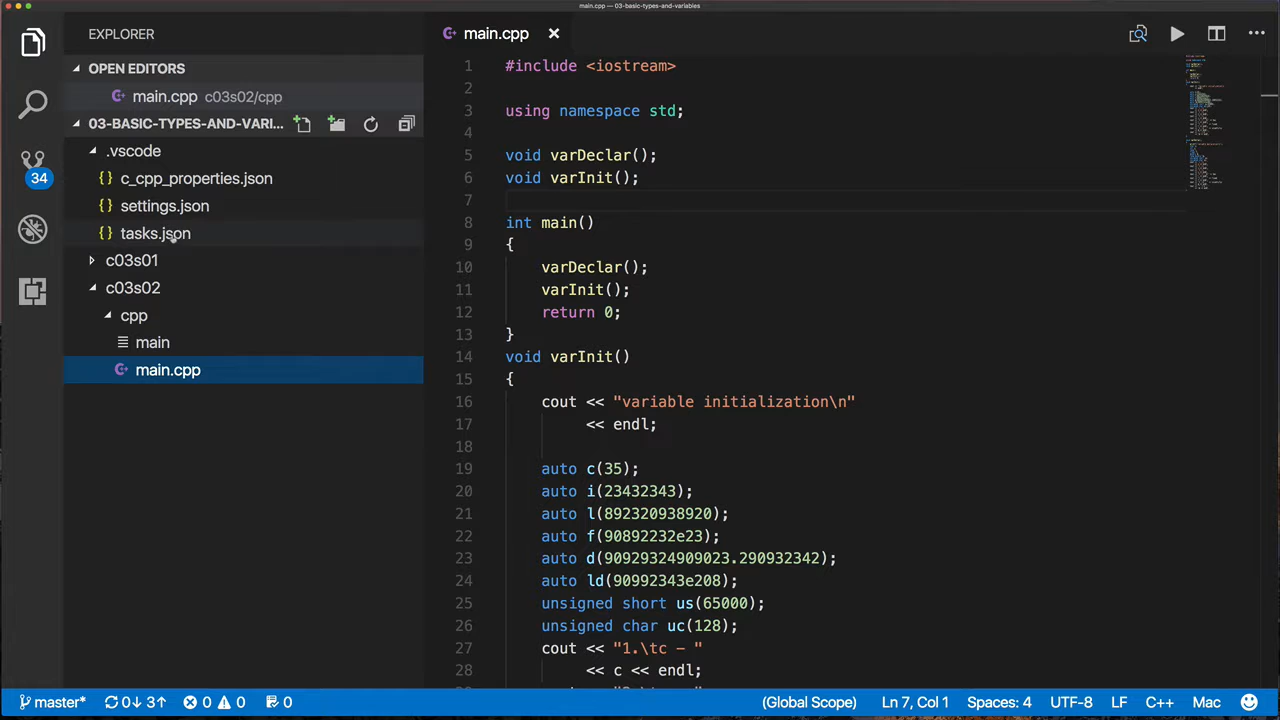 main.cpp — 03-basic-types-and-variables
EXPLORER
OPEN EDITORS
main.cpp c03s02/cpp
03-BASIC-TYPES-AND-VARI...
.vscode
{} c_cpp_properties.json
{} settings.json
{} tasks.json
c03s01
c03s02
cpp
main
main.cpp
34
main.cpp
1 #include <iostream>
2
3 using namespace std;
4
5 void varDeclar();
6 void varInit();
7
8 int main()
9 {
10 varDeclar();
11 varInit();
12 return 0;
13 }
14 void varInit()
15 {
16 cout << "variable initialization\n"
17 << endl;
18
19 auto c(35);
20 auto i(23432343);
21 auto l(892320938920);
22 auto f(90892232e23);
23 auto d(90929324909023.290932342);
24 auto ld(90992343e208);
25 unsigned short us(65000);
26 unsigned char uc(128);
27 cout << "1.\tc - "
28 << c << endl;
master* 0↓ 3↑ 0 0 0 (Global Scope) Ln 7, Col 1 Spaces: 4 UTF-8 LF C++ Mac